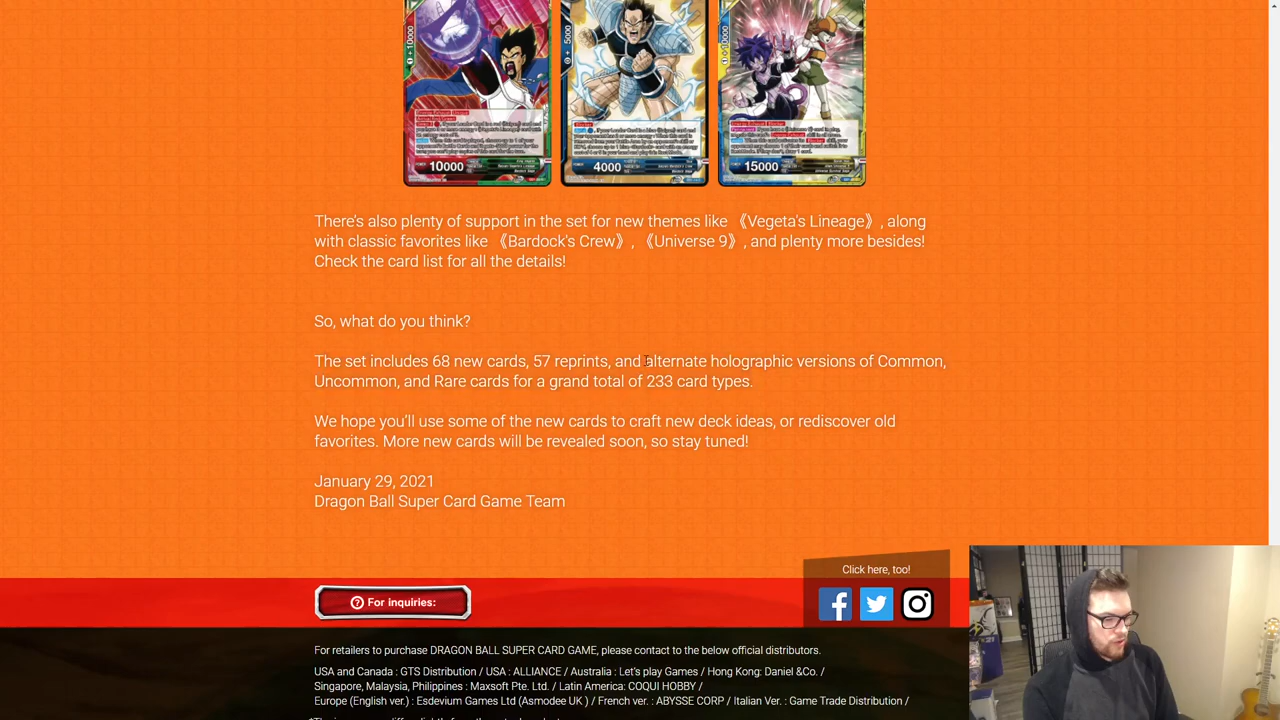 10000
4000
15000
There's also plenty of support in the set for new themes like 《Vegeta's Lineage》, along
with classic favorites like 《Bardock's Crew》, 《Universe 9》, and plenty more besides!
Check the card list for all the details!
So, what do you think?
The set includes 68 new cards, 57 reprints, and alternate holographic versions of Common,
Uncommon, and Rare cards for a grand total of 233 card types.
We hope you'll use some of the new cards to craft new deck ideas, or rediscover old
favorites. More new cards will be revealed soon, so stay tuned!
January 29, 2021
Dragon Ball Super Card Game Team
Click here, too!
For inquiries:
For retailers to purchase DRAGON BALL SUPER CARD GAME, please contact to the below official distributors.
USA and Canada : GTS Distribution / USA : ALLIANCE / Australia : Let's play Games / Hong Kong: Daniel &Co. /
Singapore, Malaysia, Philippines : Maxsoft Pte. Ltd. / Latin America: COQUI HOBBY /
Europe (English ver.) : Esdevium Games Ltd (Asmodee UK ) / French ver. : ABYSSE CORP / Italian Ver. : Game Trade Distribution /